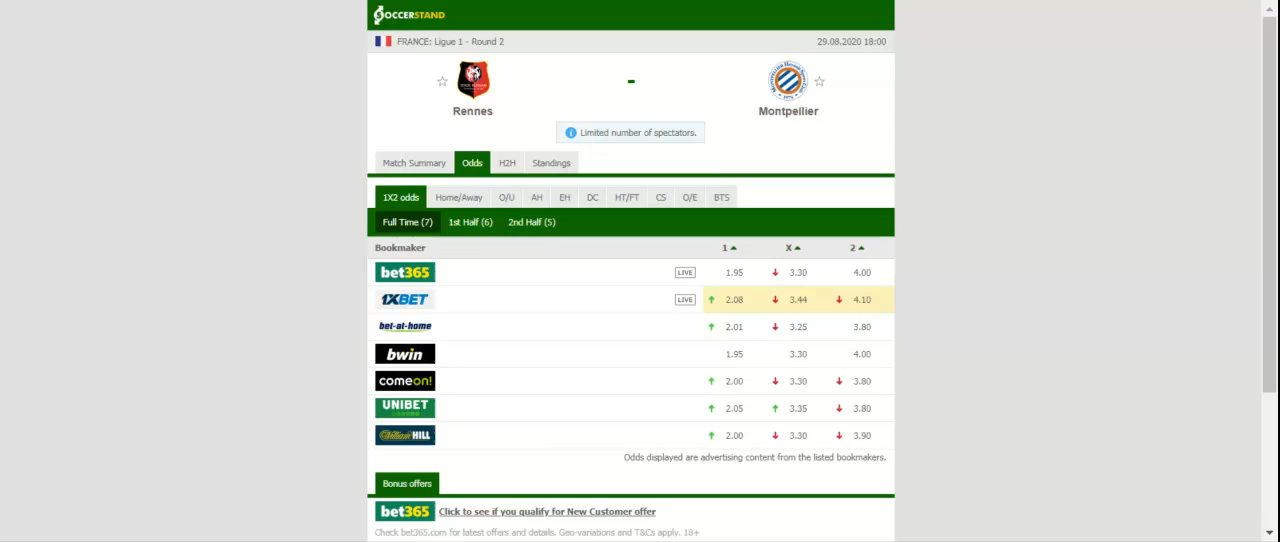 SOCCERSTAND
FRANCE: Ligue 1 - Round 2 29.08.2020 18:00
-
Rennes Montpellier
Limited number of spectators.
Match Summary Odds H2H Standings
1X2 odds Home/Away O/U AH EH DC HT/FT CS O/E BTS
Full Time (7) 1st Half (6) 2nd Half (5)
Bookmaker 1 X 2
bet365 LIVE 1.95 3.30 4.00
1XBET LIVE 2.08 3.44 4.10
bet-at-home 2.01 3.25 3.80
bwin 1.95 3.30 4.00
comeon! 2.00 3.30 3.80
UNIBET 2.05 3.35 3.80
William HILL 2.00 3.30 3.90
Odds displayed are advertising content from the listed bookmakers.
Bonus offers
bet365 Click to see if you qualify for New Customer offer
Check bet365.com for latest offers and details. Geo-variations and T&Cs apply. 18+